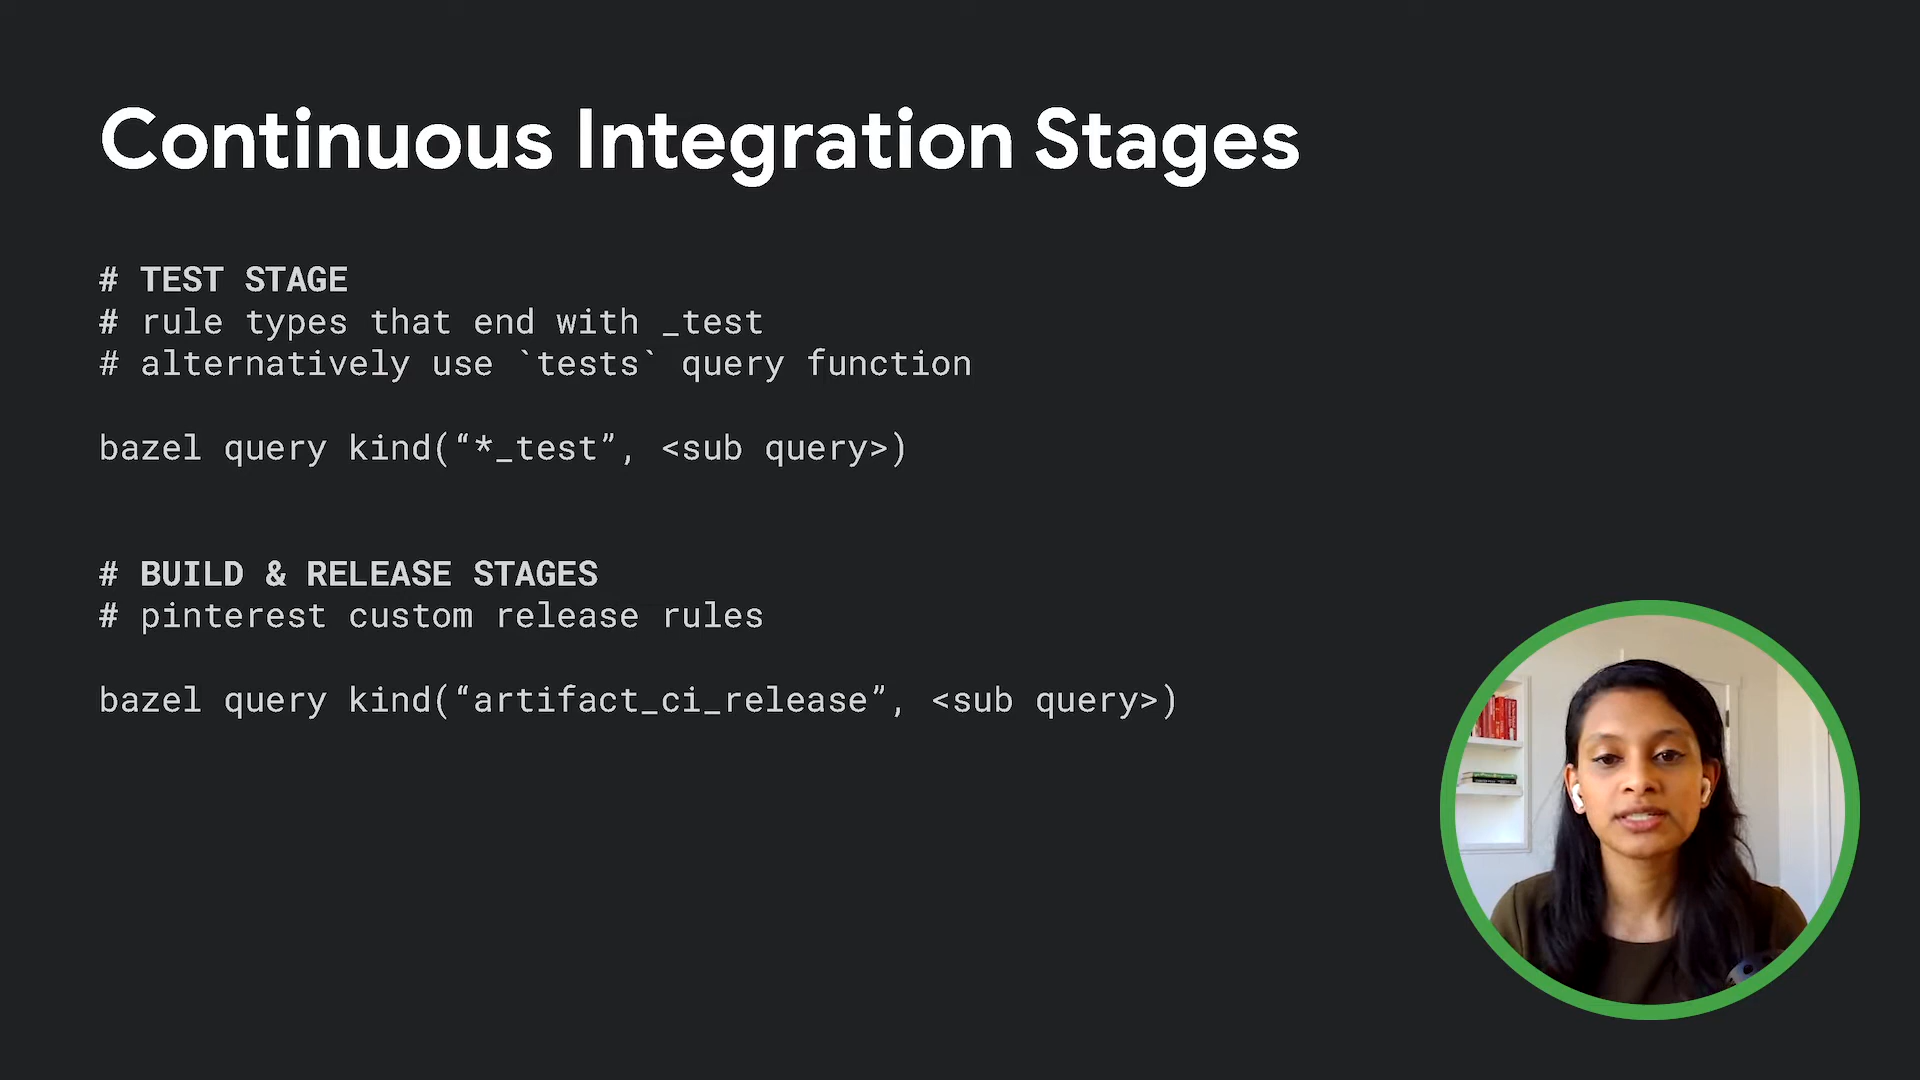 Continuous Integration Stages
# TEST STAGE
# rule types that end with _test
# alternatively use `tests` query function
bazel query kind(“*_test”, <sub query>)
# BUILD & RELEASE STAGES
# pinterest custom release rules
bazel query kind(“artifact_ci_release”, <sub query>)